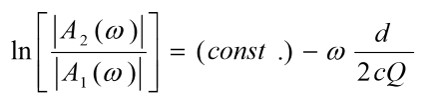 ln[|A₂(ω)| / |A₁(ω)|] = (const .) − ω d / 2cQ